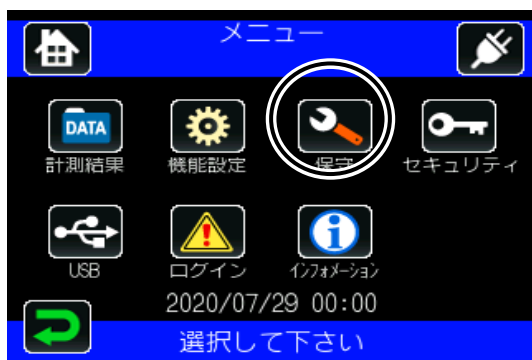 メニュー
DATA
計測結果
機能設定
保守
セキュリティ
USB
ログイン
インフォメーション
2020/07/29 00:00
選択して下さい